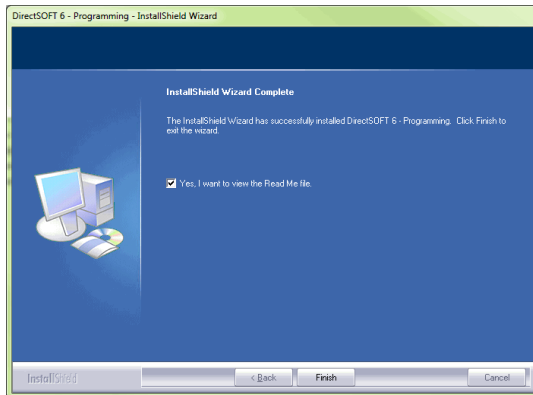 DirectSOFT 6 - Programming - InstallShield Wizard
InstallShield Wizard Complete
The InstallShield Wizard has successfully installed DirectSOFT 6 - Programming. Click Finish to
exit the wizard.
Yes, I want to view the Read Me file.
InstallShield
< Back
Finish
Cancel